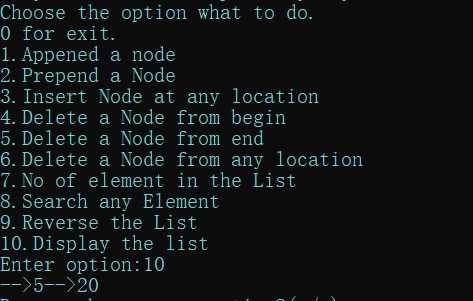 Choose the option what to do.
0 for exit.
1.Appened a node
2.Prepend a Node
3.Insert Node at any location
4.Delete a Node from begin
5.Delete a Node from end
6.Delete a Node from any location
7.No of element in the List
8.Search any Element
9.Reverse the List
10.Display the list
Enter option:10
-->5-->20